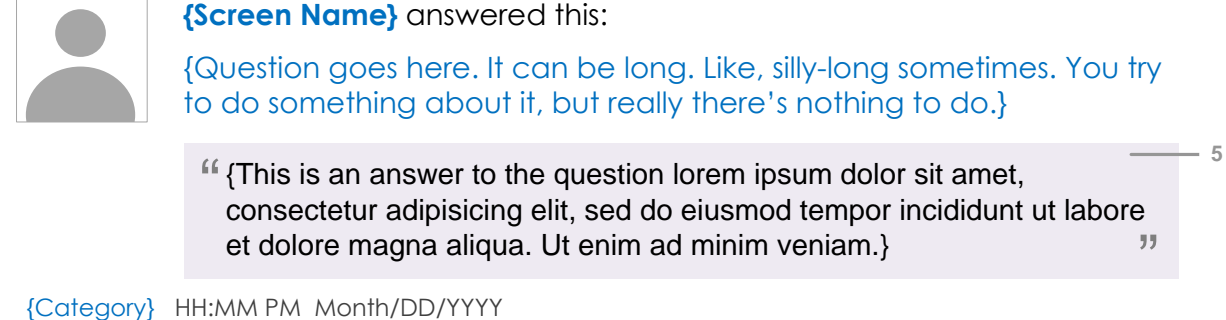 {Screen Name} answered this:
{Question goes here. It can be long. Like, silly-long sometimes. You try
to do something about it, but really there’s nothing to do.}
5
“ {This is an answer to the question lorem ipsum dolor sit amet,
consectetur adipisicing elit, sed do eiusmod tempor incididunt ut labore
et dolore magna aliqua. Ut enim ad minim veniam.} ”
{Category} HH:MM PM Month/DD/YYYY